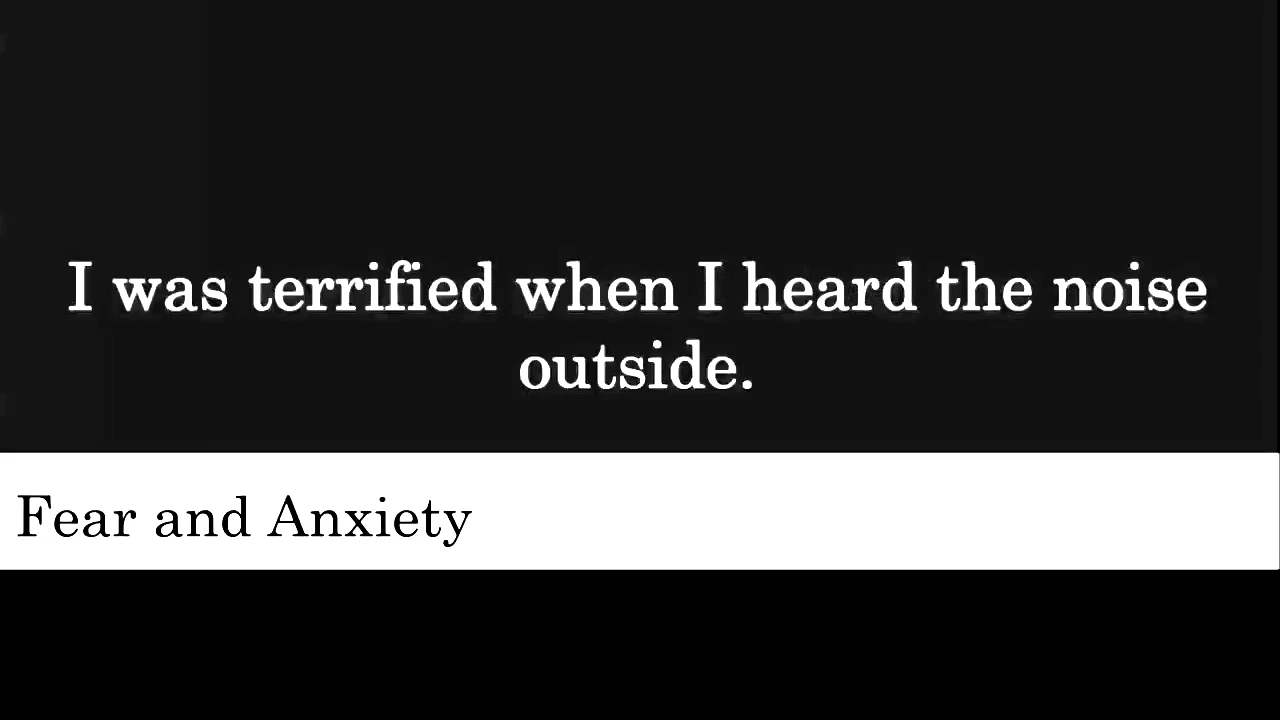 I was terrified when I heard the noise
outside.
Fear and Anxiety